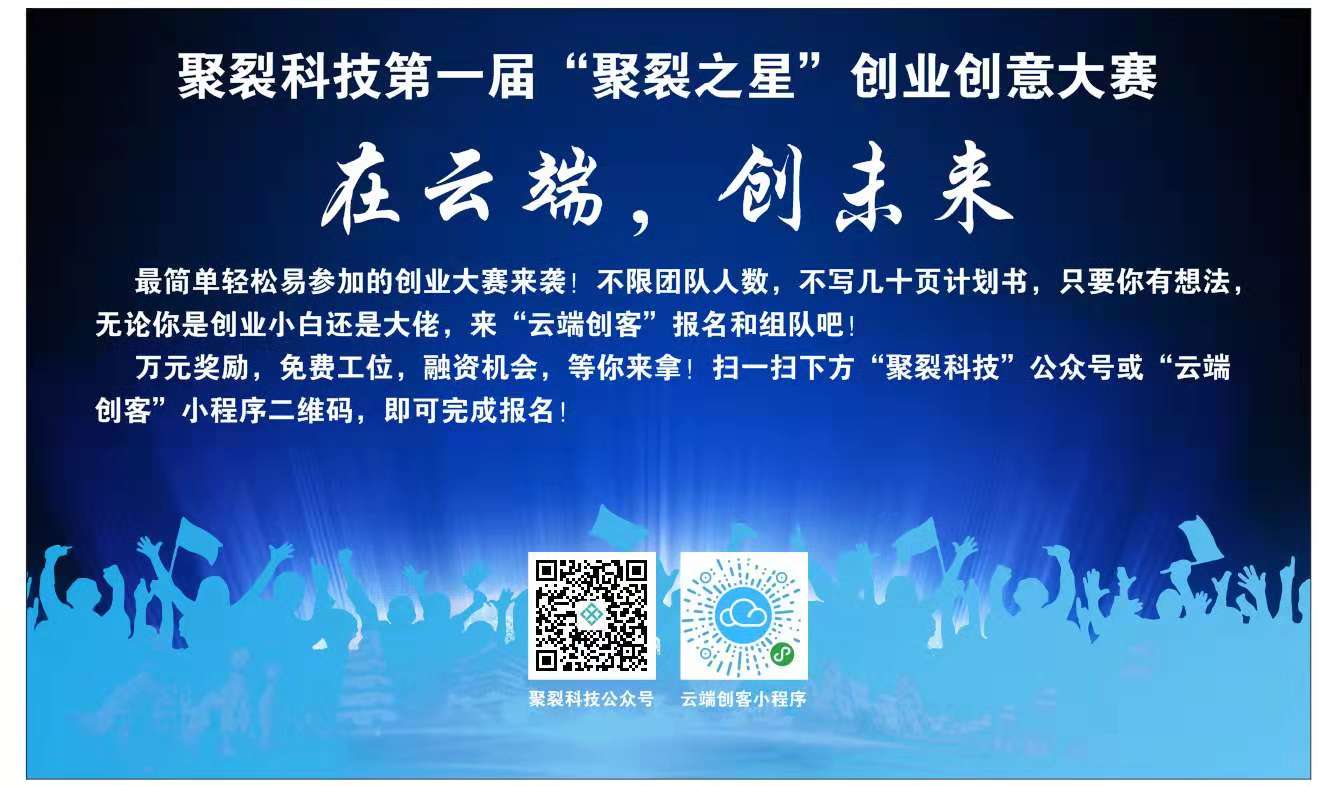 聚裂科技第一届“聚裂之星”创业创意大赛
在云端，创未来
最简单轻松易参加的创业大赛来袭！不限团队人数，不写几十页计划书，只要你有想法，
无论你是创业小白还是大佬，来“云端创客”报名和组队吧！
万元奖励，免费工位，融资机会，等你来拿！扫一扫下方“聚裂科技”公众号或“云端
创客”小程序二维码，即可完成报名！
聚裂科技公众号
云端创客小程序